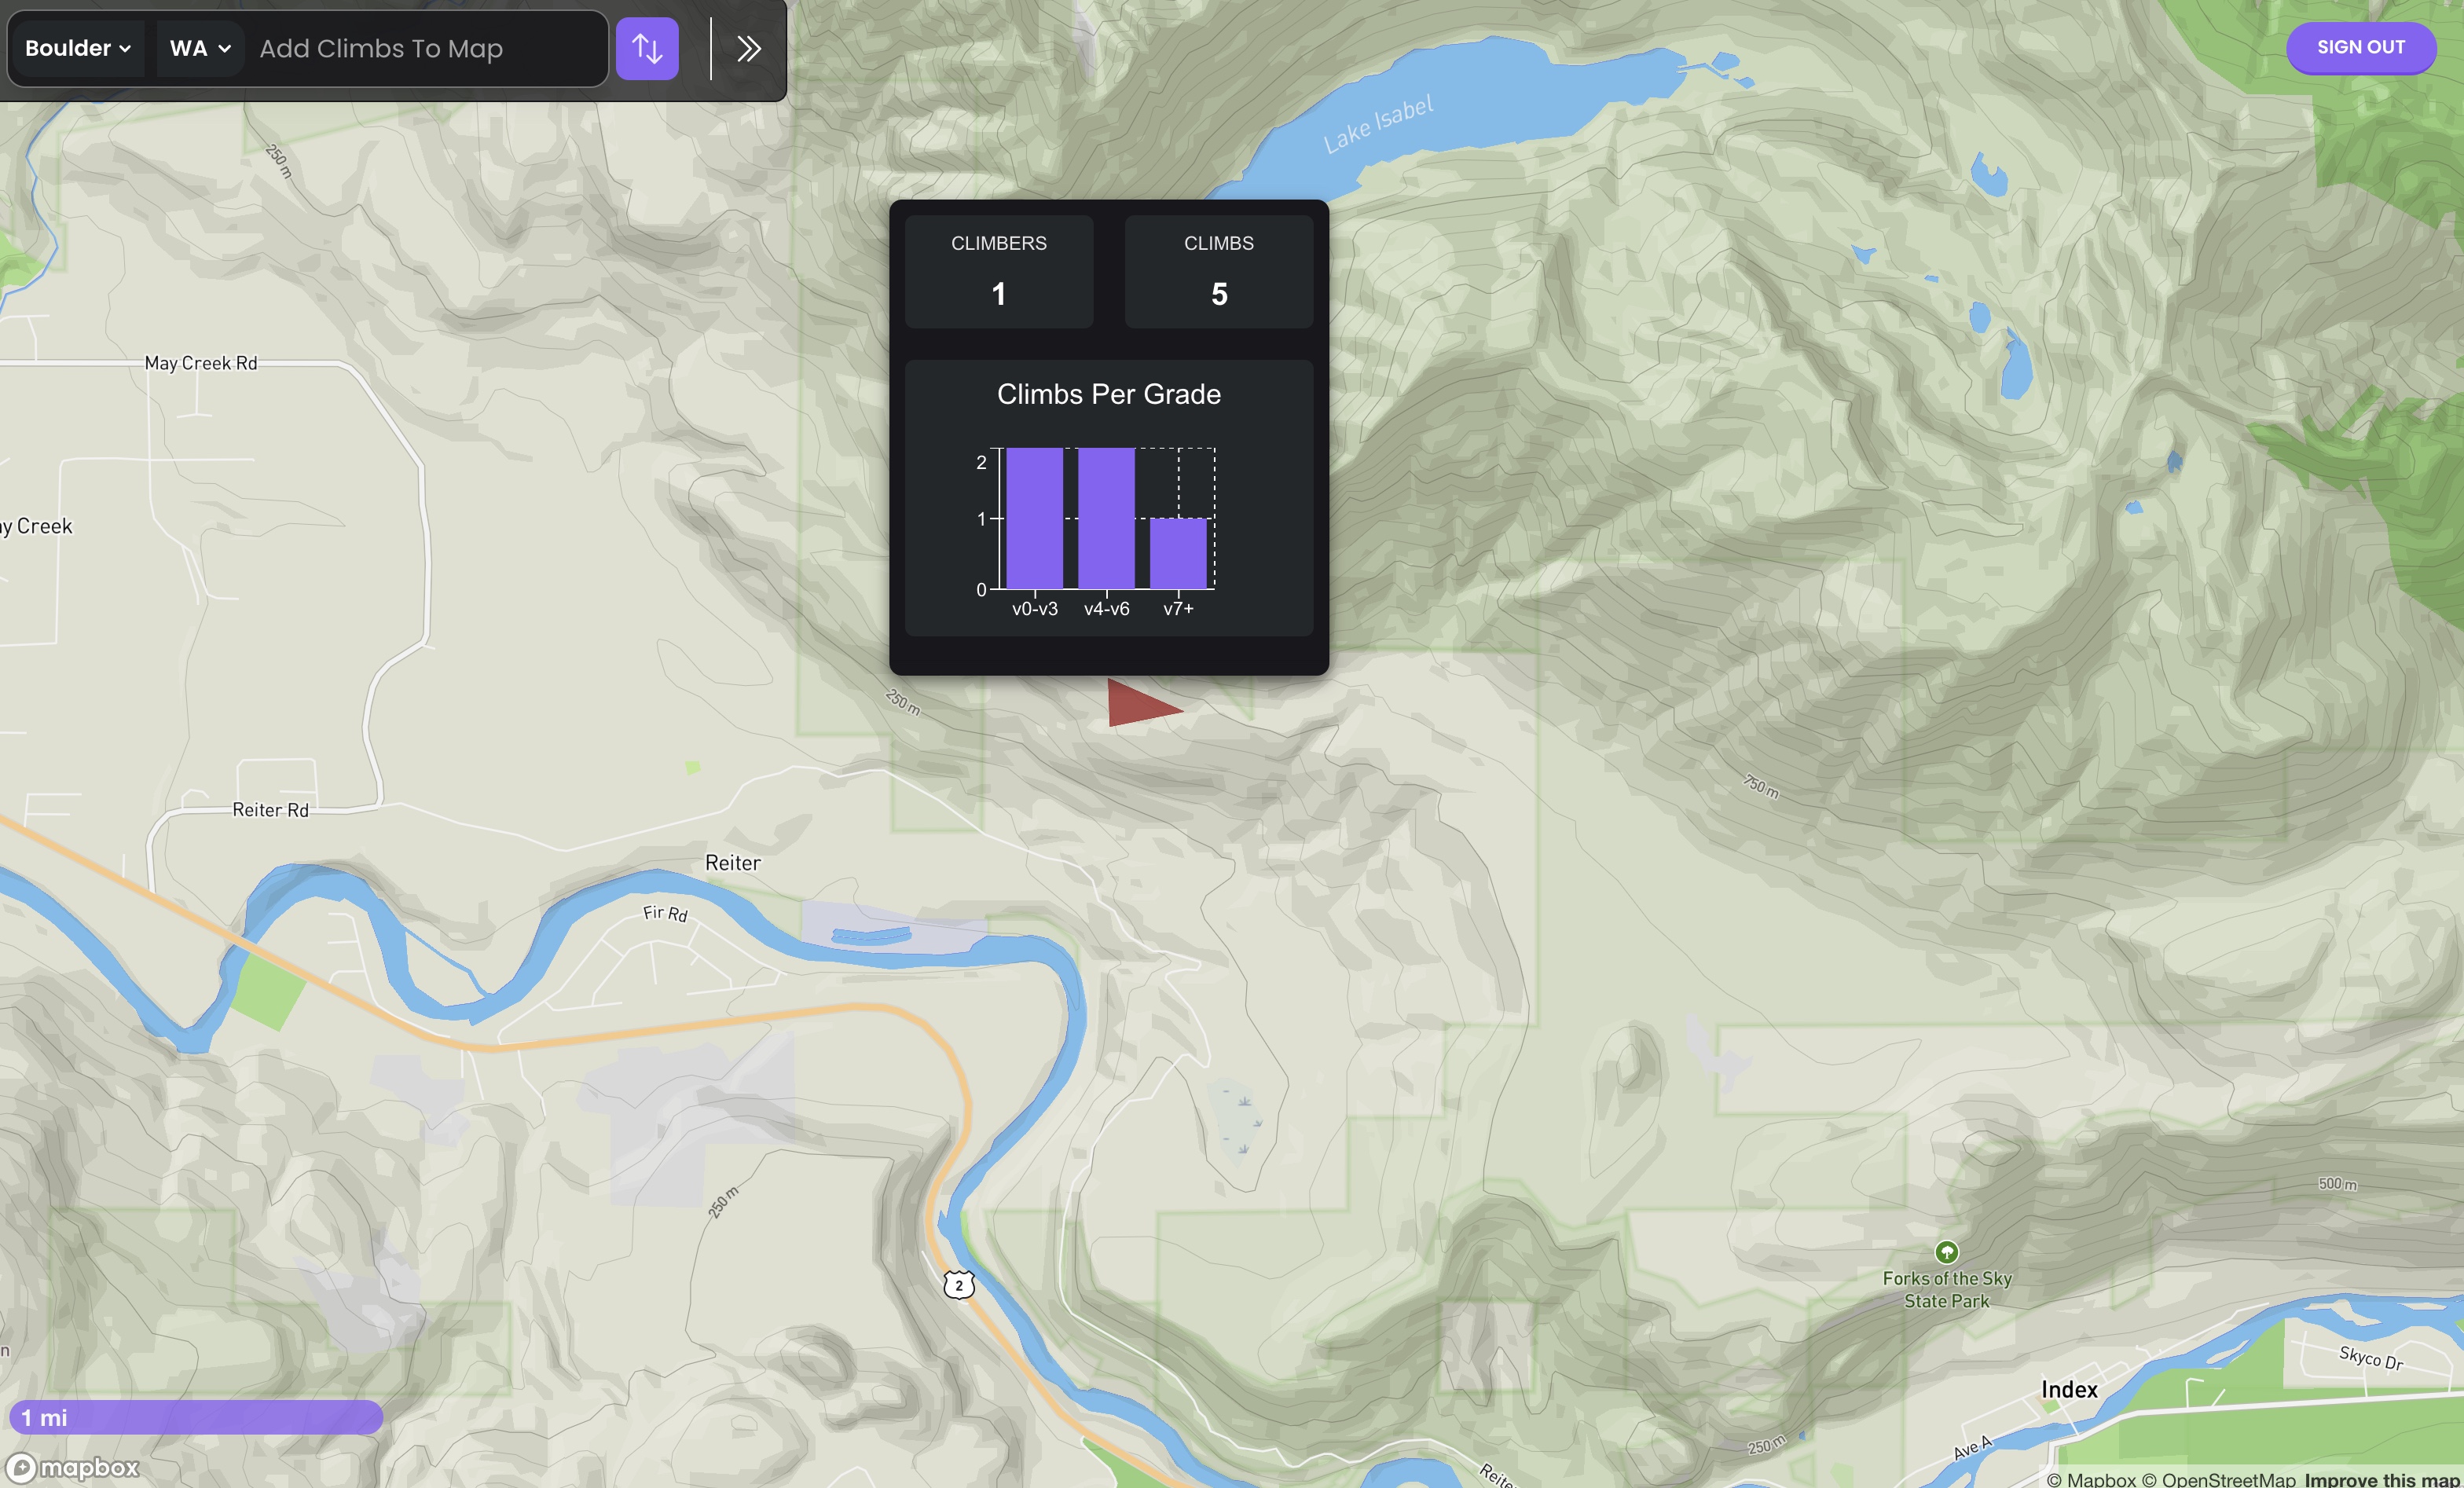 Boulder
WA
Add Climbs To Map
SIGN OUT
Lake Isabel
250 m
CLIMBERS
CLIMBS
1
5
May Creek Rd
Climbs Per Grade
2
1
0
v0-v3
v4-v6
v7+
ay Creek
250 m
750 m
Reiter Rd
Reiter
Fir Rd
250 m
500 m
2
Forks of the Sky
State Park
n
Skyco Dr
Index
1 mi
250 m
Ave A
mapbox
Reite
© Mapbox © OpenStreetMap Improve this map